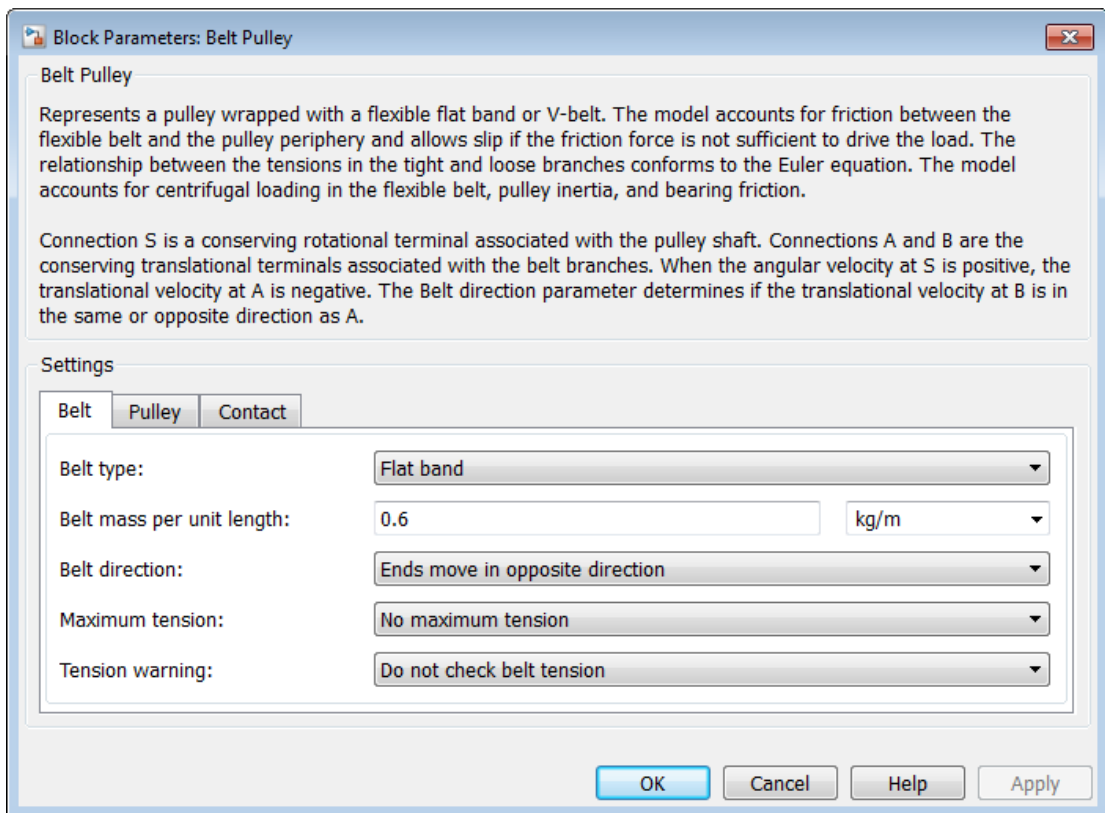 Block Parameters: Belt Pulley
Belt Pulley
Represents a pulley wrapped with a flexible flat band or V-belt. The model accounts for friction between the
flexible belt and the pulley periphery and allows slip if the friction force is not sufficient to drive the load. The
relationship between the tensions in the tight and loose branches conforms to the Euler equation. The model
accounts for centrifugal loading in the flexible belt, pulley inertia, and bearing friction.
Connection S is a conserving rotational terminal associated with the pulley shaft. Connections A and B are the
conserving translational terminals associated with the belt branches. When the angular velocity at S is positive, the
translational velocity at A is negative. The Belt direction parameter determines if the translational velocity at B is in
the same or opposite direction as A.
Settings
Belt Pulley Contact
Belt type: Flat band
Belt mass per unit length: 0.6 kg/m
Belt direction: Ends move in opposite direction
Maximum tension: No maximum tension
Tension warning: Do not check belt tension
OK Cancel Help Apply